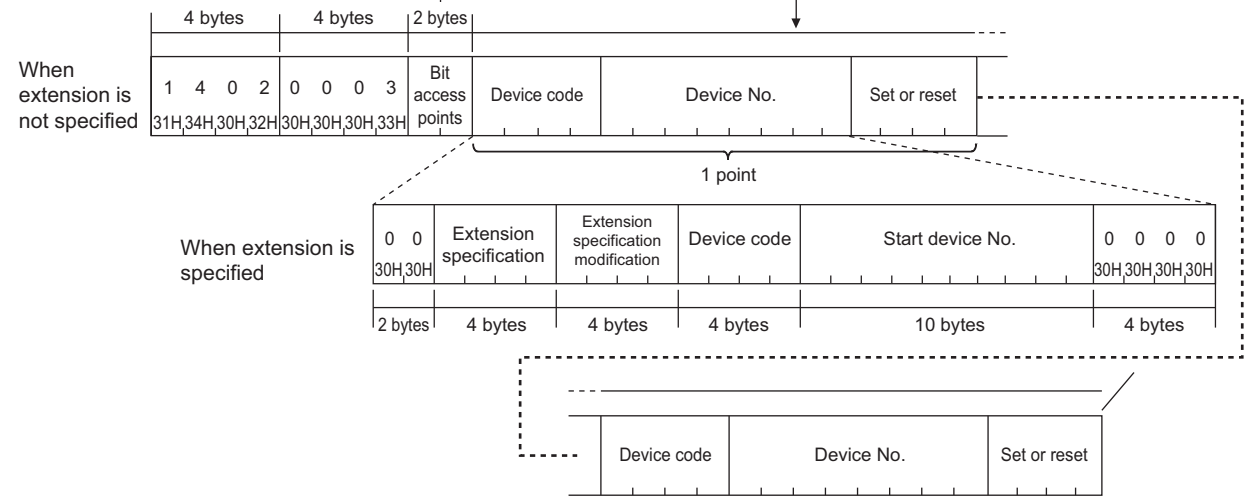 4 bytes 4 bytes 2 bytes
When
extension is
not specified
1 4 0 2 0 0 0 3
31H 34H 30H 32H 30H 30H 30H 33H
Bit
access
points
Device code
Device No.
Set or reset
1 point
When extension is
specified
0 0
30H 30H
Extension
specification
Extension
specification
modification
Device code
Start device No.
0 0 0 0
30H 30H 30H 30H
2 bytes 4 bytes 4 bytes 4 bytes 10 bytes 4 bytes
Device code
Device No.
Set or reset